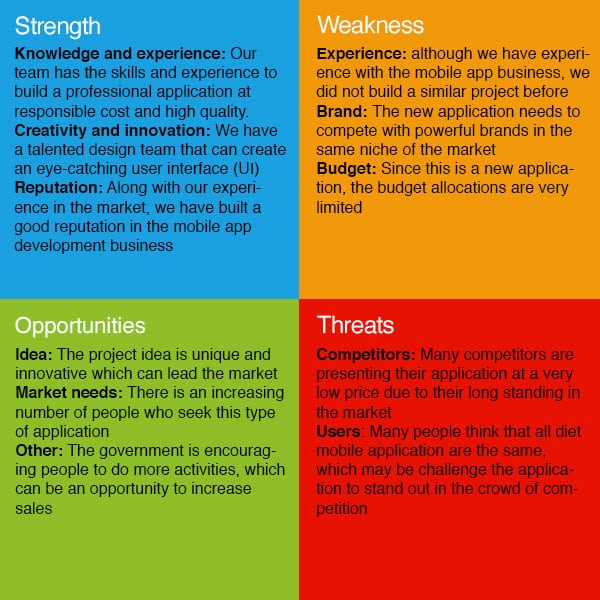 Strength
Knowledge and experience: Our
team has the skills and experience to
build a professional application at
responsible cost and high quality.
Creativity and innovation: We have
a talented design team that can create
an eye-catching user interface (UI)
Reputation: Along with our experi-
ence in the market, we have built a
good reputation in the mobile app
development business
Weakness
Experience: although we have experi-
ence with the mobile app business, we
did not build a similar project before
Brand: The new application needs to
compete with powerful brands in the
same niche of the market
Budget: Since this is a new applica-
tion, the budget allocations are very
limited
Opportunities
Idea: The project idea is unique and
innovative which can lead the market
Market needs: There is an increasing
number of people who seek this type
of application
Other: The government is encourag-
ing people to do more activities, which
can be an opportunity to increase
sales
Threats
Competitors: Many competitors are
presenting their application at a very
low price due to their long standing in
the market
Users: Many people think that all diet
mobile application are the same,
which may be challenge the applica-
tion to stand out in the crowd of com-
petition